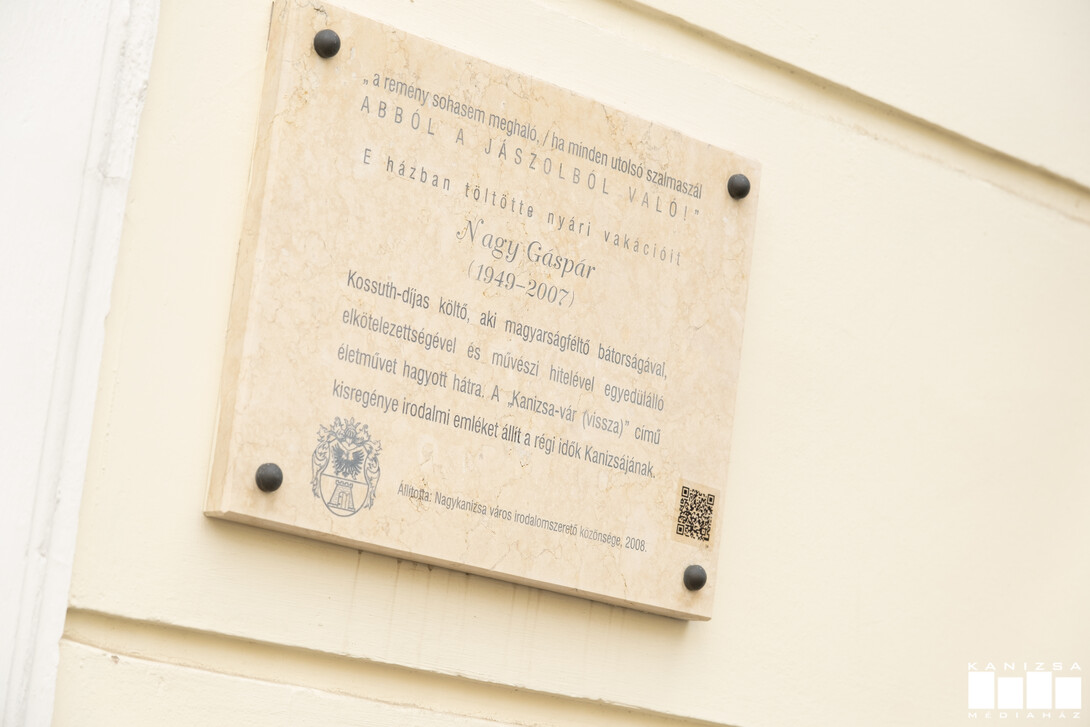 „a remény sohasem meghaló, / ha minden utolsó szalmaszál
ABBÓL A JÁSZOLBÓL VALÓ!”
E házban töltötte nyári vakációit
Nagy Gáspár
(1949–2007)
Kossuth-díjas költő, aki magyarságféltő bátorságával,
elkötelezettségével és művészi hitelével egyedülálló
életművet hagyott hátra. A „Kanizsa-vár (vissza)” című
kisregénye irodalmi emléket állít a régi idők Kanizsájának.
Állította: Nagykanizsa város irodalomszerető közönsége, 2008.
KANIZSA
MÉDIAHÁZ